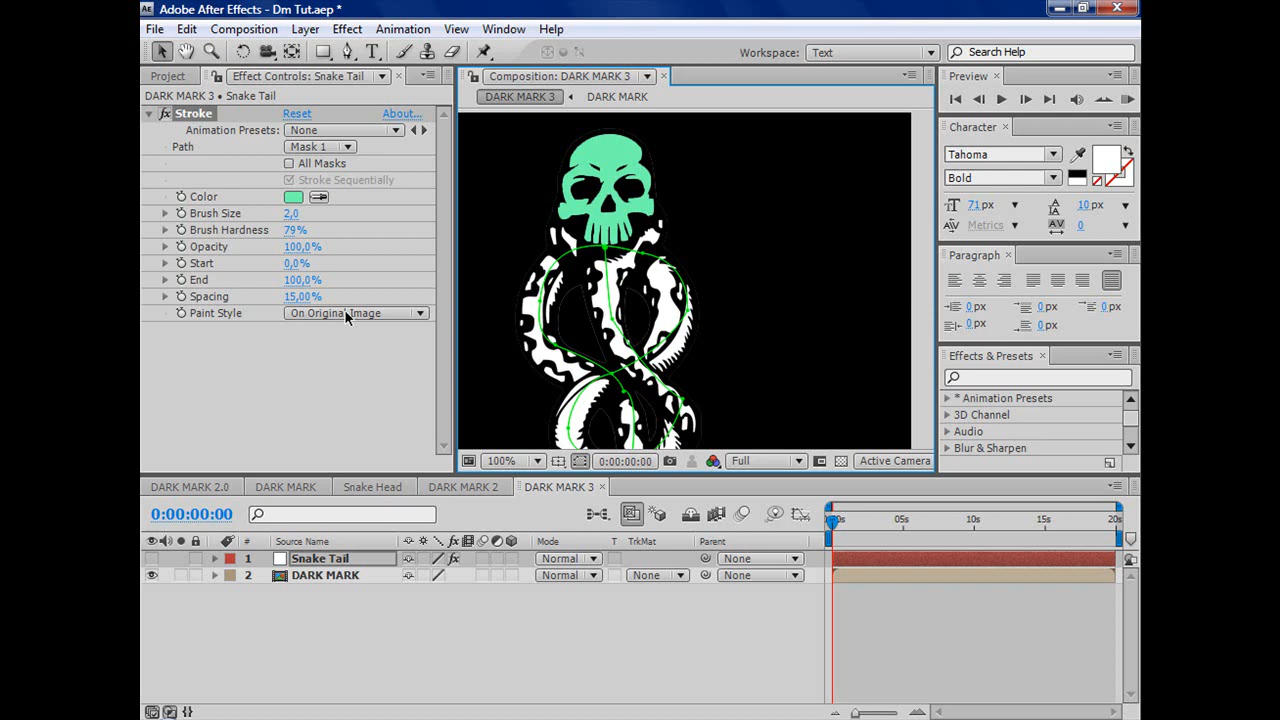 Adobe After Effects - Dm Tut.aep *
File Edit Composition Layer Effect Animation View Window Help
Workspace: Text Search Help
Project Effect Controls: Snake Tail
Composition: DARK MARK 3
Preview
DARK MARK 3 • Snake Tail
DARK MARK 3 DARK MARK
Stroke Reset About...
Animation Presets: None
Path Mask 1
All Masks
Stroke Sequentially
Color
Brush Size 2,0
Brush Hardness 79%
Opacity 100,0%
Start 0,0%
End 100,0%
Spacing 15,00%
Paint Style On Original Image
Character
Tahoma
Bold
71 px 10 px
Metrics 0
Paragraph
0 px 0 px 0 px
0 px 0 px
Effects & Presets
* Animation Presets
3D Channel
Audio
Blur & Sharpen
100% 0:00:00:00 Full Active Camera
DARK MARK 2.0 DARK MARK Snake Head DARK MARK 2 DARK MARK 3
0:00:00:00
05s 10s 15s 20s
# Source Name Mode T TrkMat Parent
1 Snake Tail Normal None
2 DARK MARK Normal None None